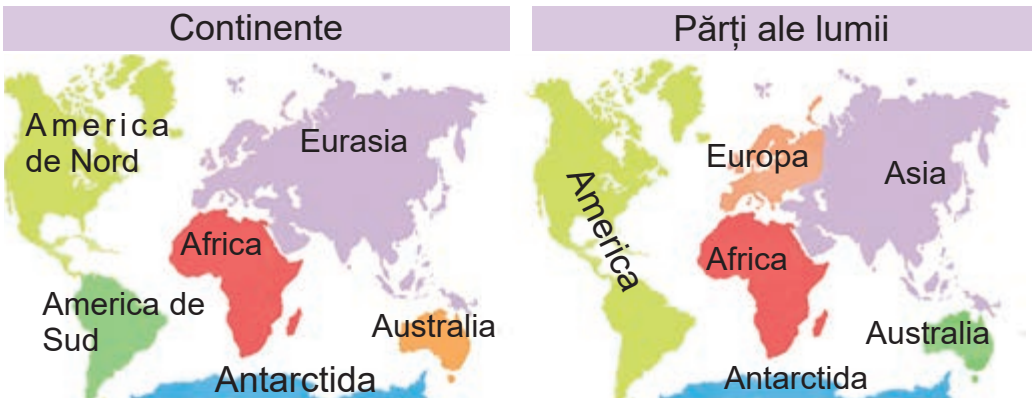 Continente
America
de Nord
Eurasia
Africa
America de
Sud
Australia
Antarctida
Părți ale lumii
Europa
Asia
America
Africa
Australia
Antarctida